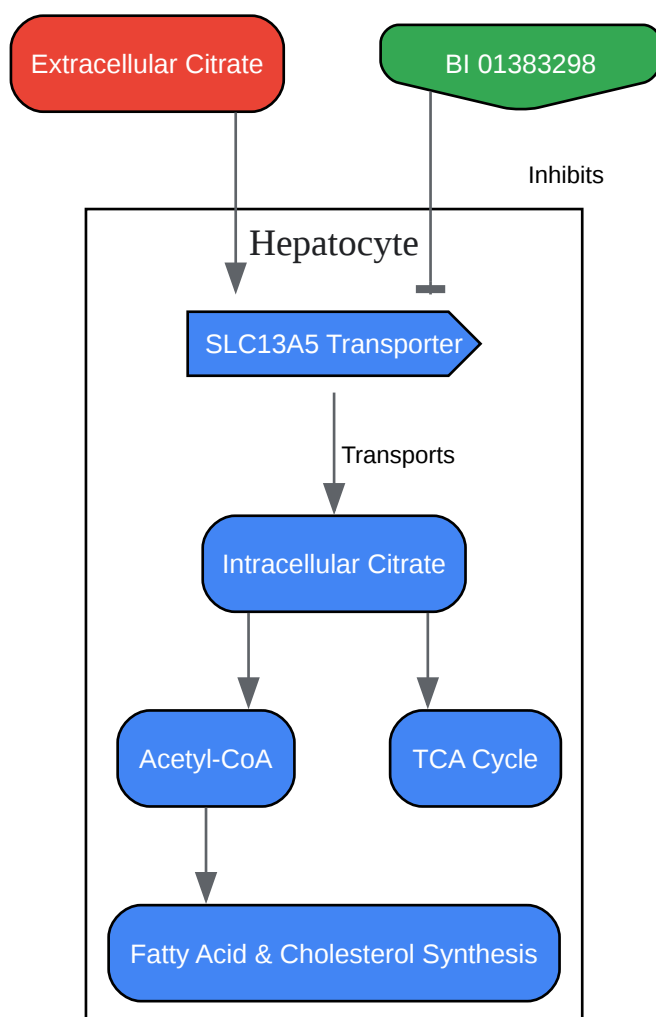 Extracellular Citrate
BI 01383298
Inhibits
Hepatocyte
SLC13A5 Transporter
Transports
Intracellular Citrate
Acetyl-CoA
TCA Cycle
Fatty Acid & Cholesterol Synthesis